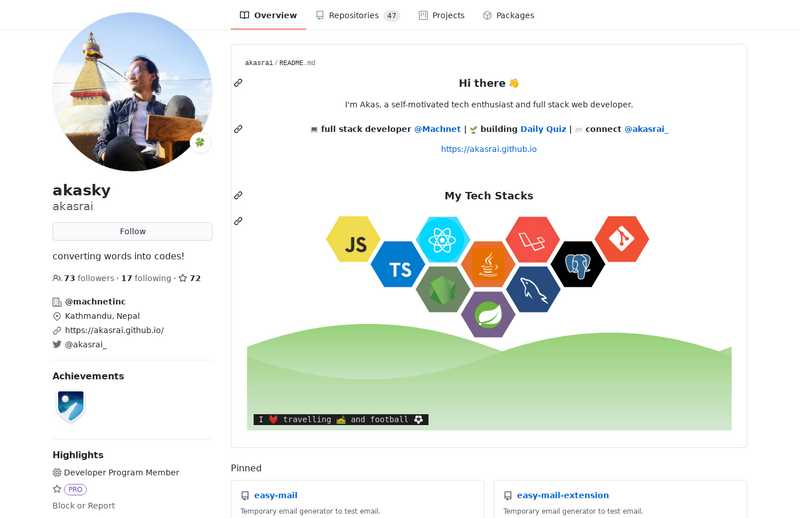 Overview
Repositories 47
Projects
Packages
akasky
akasrai
Follow
converting words into codes!
73 followers · 17 following · 72
@machnetinc
Kathmandu, Nepal
https://akasrai.github.io/
@akasrai_
Achievements
Highlights
Developer Program Member
PRO
Block or Report
akasrai/README.md
Hi there 👋
I'm Akas, a self-motivated tech enthusiast and full stack web developer.
💻 full stack developer @Machnet | 🌱 building Daily Quiz | 📨 connect @akasrai_
https://akasrai.github.io
My Tech Stacks
JS
TS
I ❤️ travelling 🏕️ and football ⚽
Pinned
easy-mail
Temporary email generator to test email.
easy-mail-extension
Temporary email generator to test email.